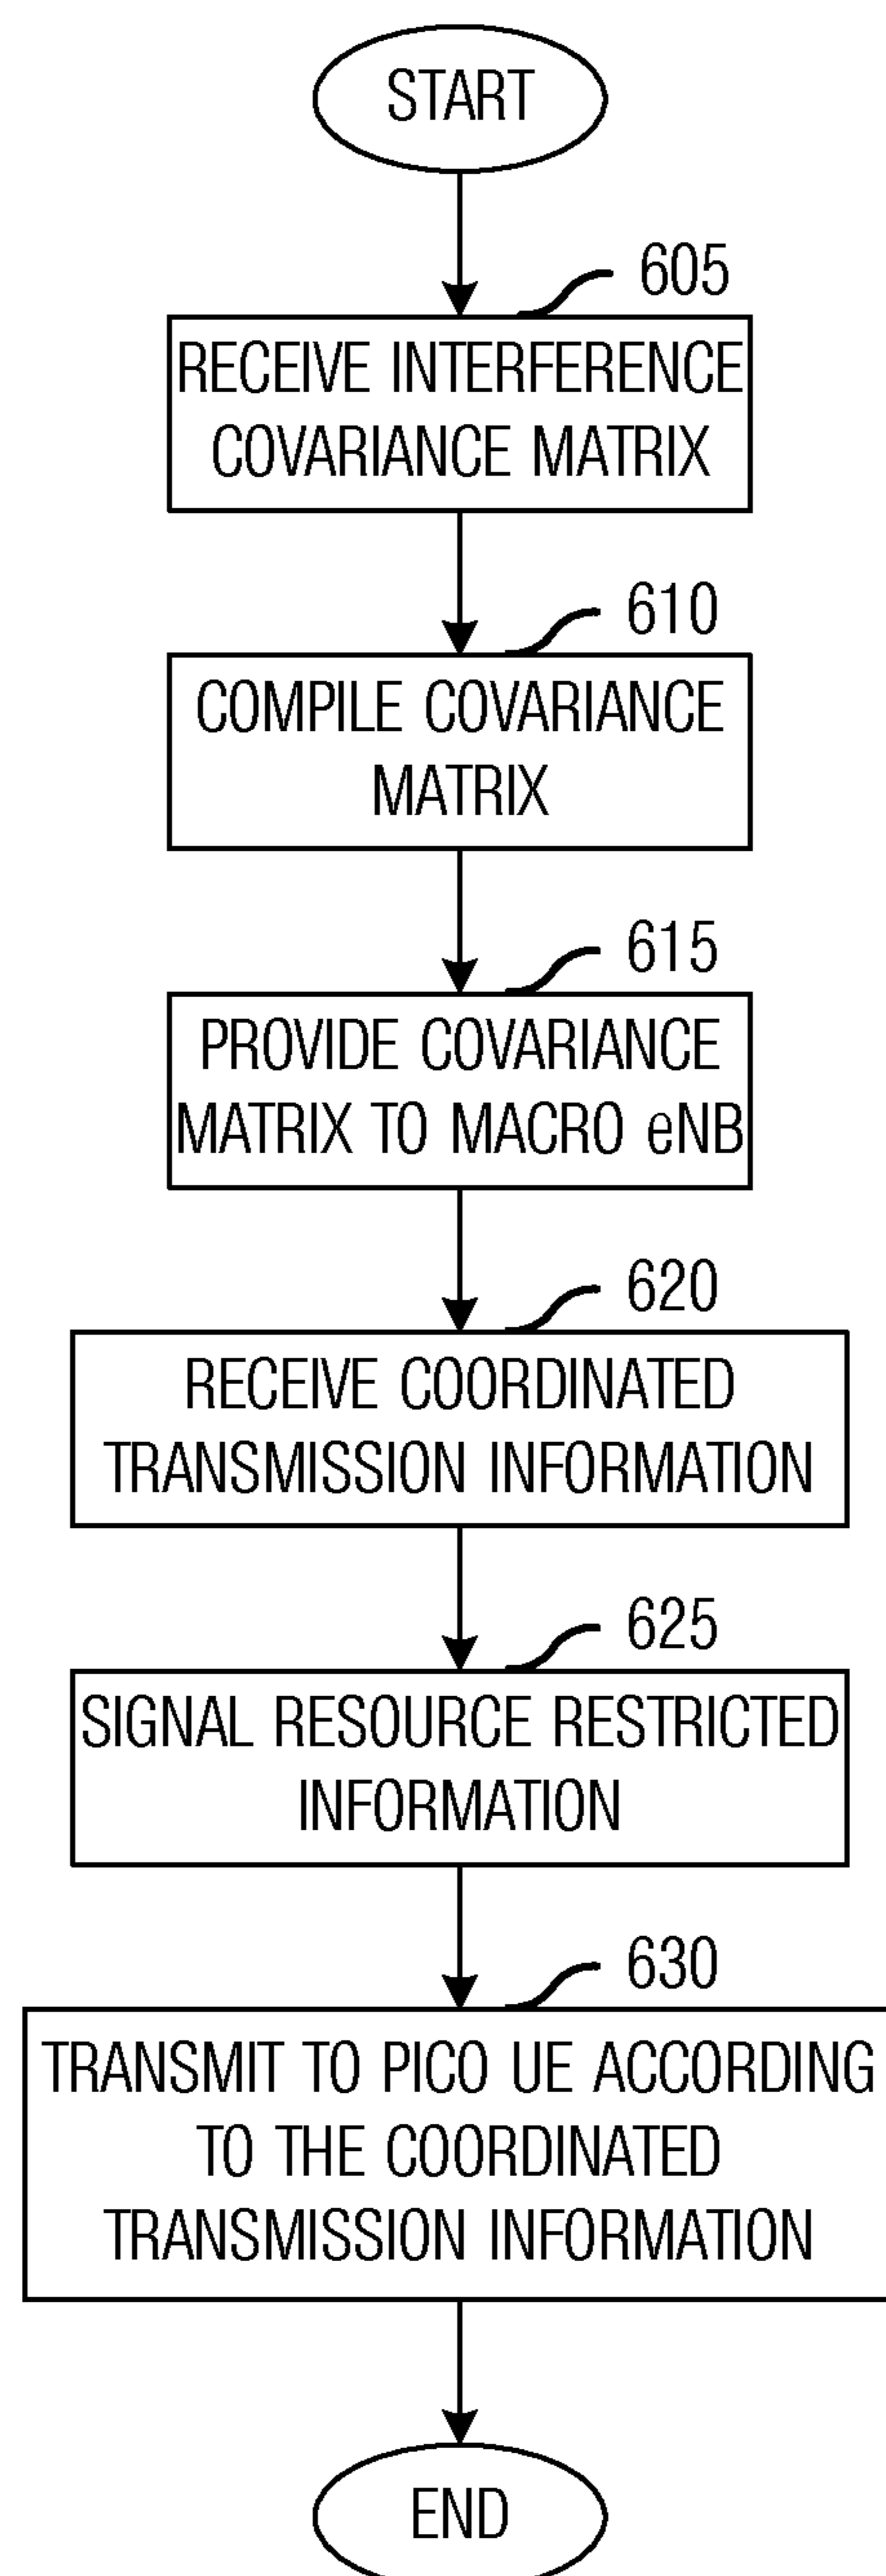 START
605
RECEIVE INTERFERENCE
COVARIANCE MATRIX
610
COMPILE COVARIANCE
MATRIX
615
PROVIDE COVARIANCE
MATRIX TO MACRO eNB
620
RECEIVE COORDINATED
TRANSMISSION INFORMATION
625
SIGNAL RESOURCE RESTRICTED
INFORMATION
630
TRANSMIT TO PICO UE ACCORDING
TO THE COORDINATED
TRANSMISSION INFORMATION
END